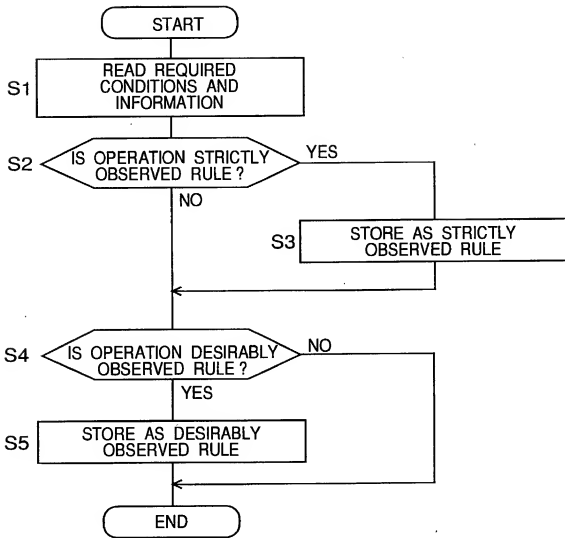 START
S1
READ REQUIRED
CONDITIONS AND
INFORMATION
S2
IS OPERATION STRICTLY
OBSERVED RULE?
YES
NO
S3
STORE AS STRICTLY
OBSERVED RULE
S4
IS OPERATION DESIRABLY
OBSERVED RULE?
NO
YES
S5
STORE AS DESIRABLY
OBSERVED RULE
END